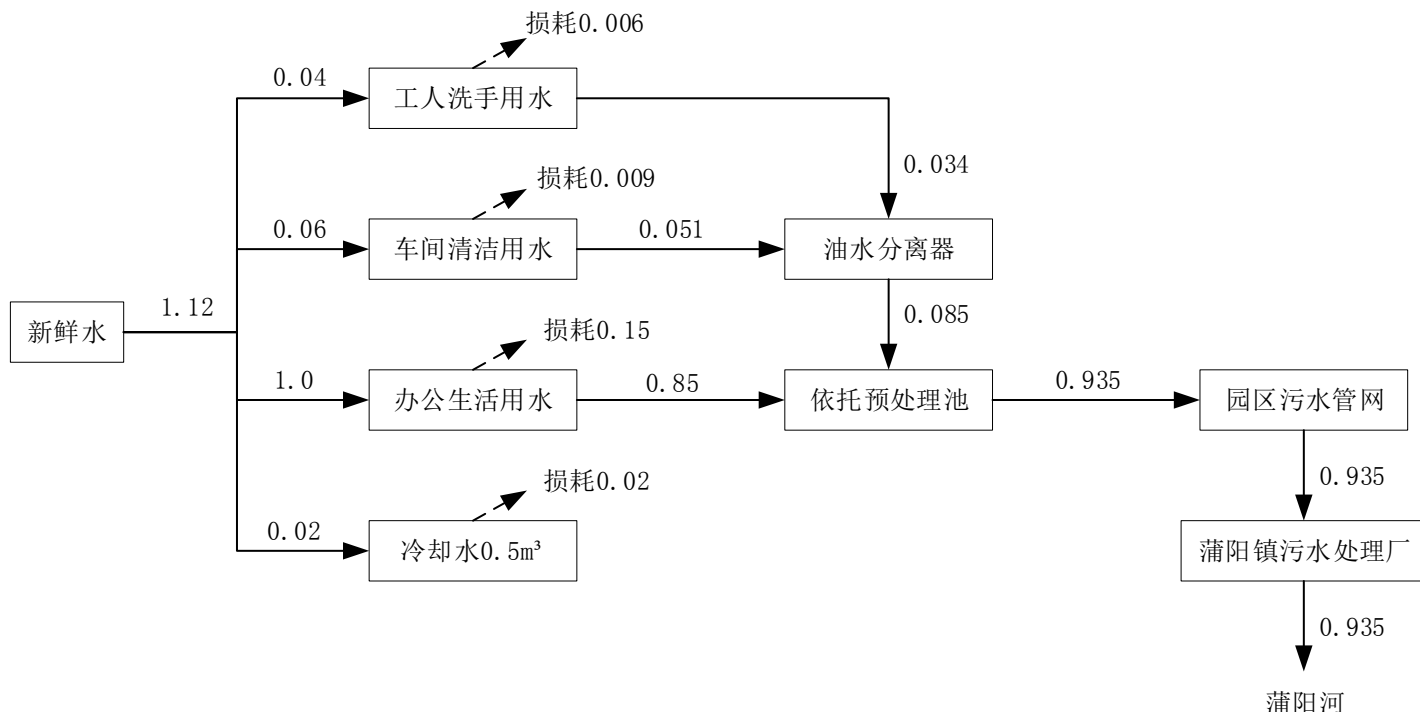 损耗0.006
0.04
工人洗手用水
0.034
损耗0.009
0.06
车间清洁用水
0.051
油水分离器
新鲜水
1.12
0.085
损耗0.15
1.0
办公生活用水
0.85
依托预处理池
0.935
园区污水管网
0.935
损耗0.02
0.02
冷却水0.5m³
蒲阳镇污水处理厂
0.935
蒲阳河